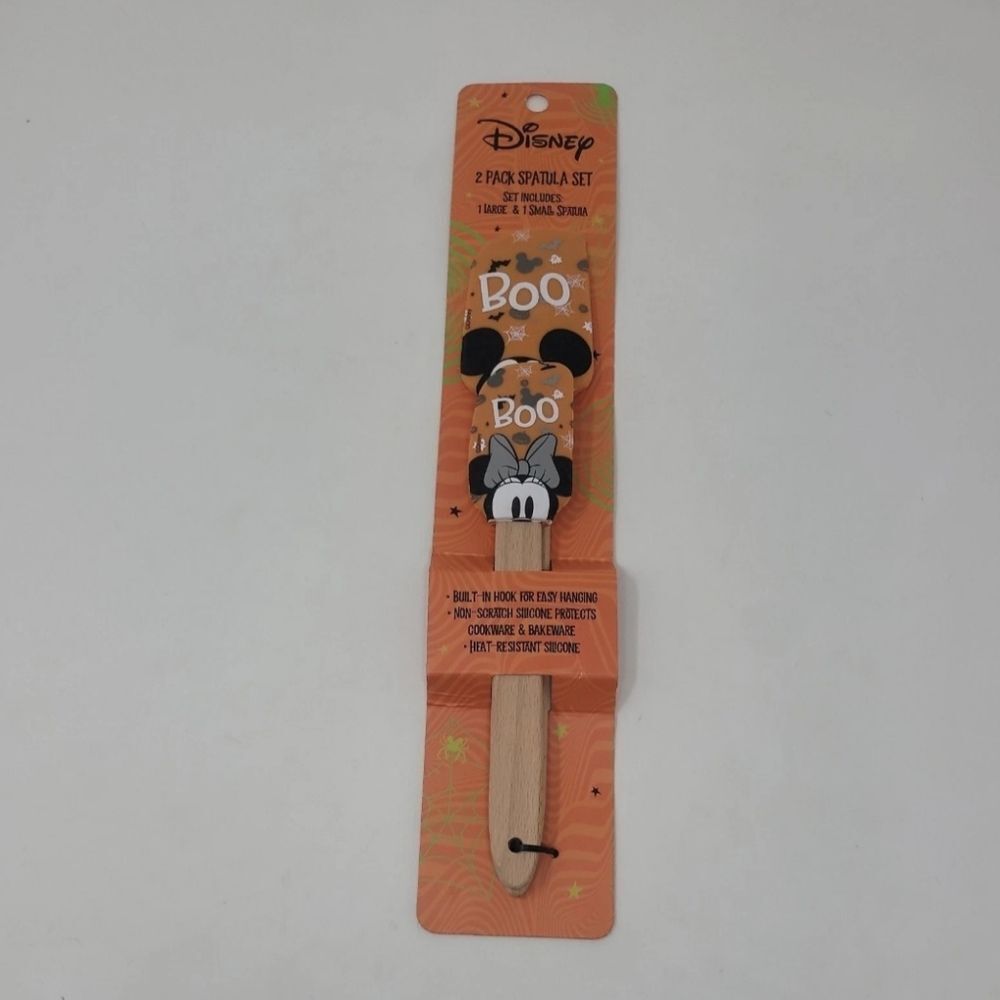 Disney
2 PACK SPATULA SET
SET INCLUDES:
1 LARGE & 1 SMALL SPATULA
BOO
BOO
• BUILT-IN HOOK FOR EASY HANGING
• NON-SCRATCH SILICONE PROTECTS
COOKWARE & BAKEWARE
• HEAT-RESISTANT SILICONE